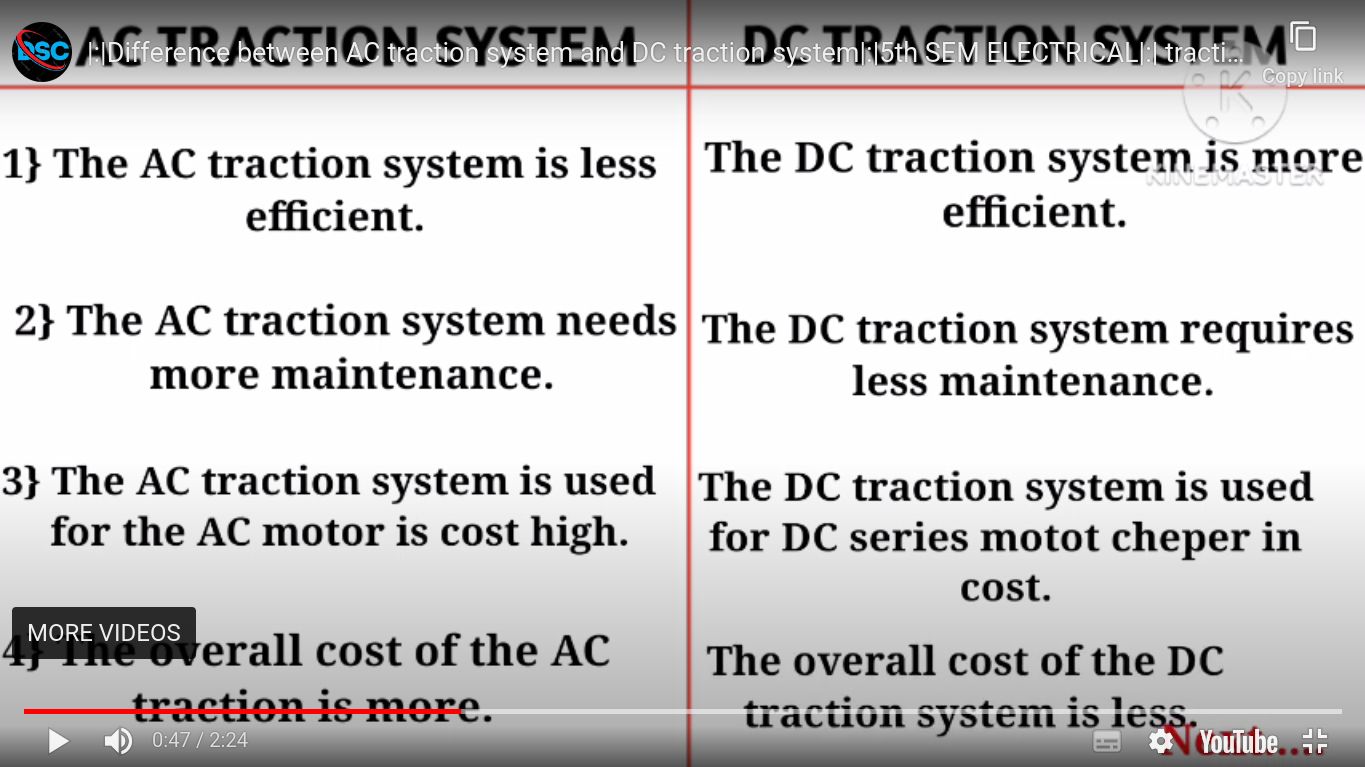 AC TRACTION SYSTEM
DC TRACTION SYSTEM
DSC
|:|Difference between AC traction system and DC traction system|:|5th SEM ELECTRICAL|:| tracti...
Copy link
K
KINEMASTER
1} The AC traction system is less
efficient.
The DC traction system is more
efficient.
2} The AC traction system needs
more maintenance.
The DC traction system requires
less maintenance.
3} The AC traction system is used
for the AC motor is cost high.
The DC traction system is used
for DC series motot cheper in
cost.
MORE VIDEOS
4} The overall cost of the AC
traction is more.
The overall cost of the DC
traction system is less.
0:47 / 2:24
YouTube